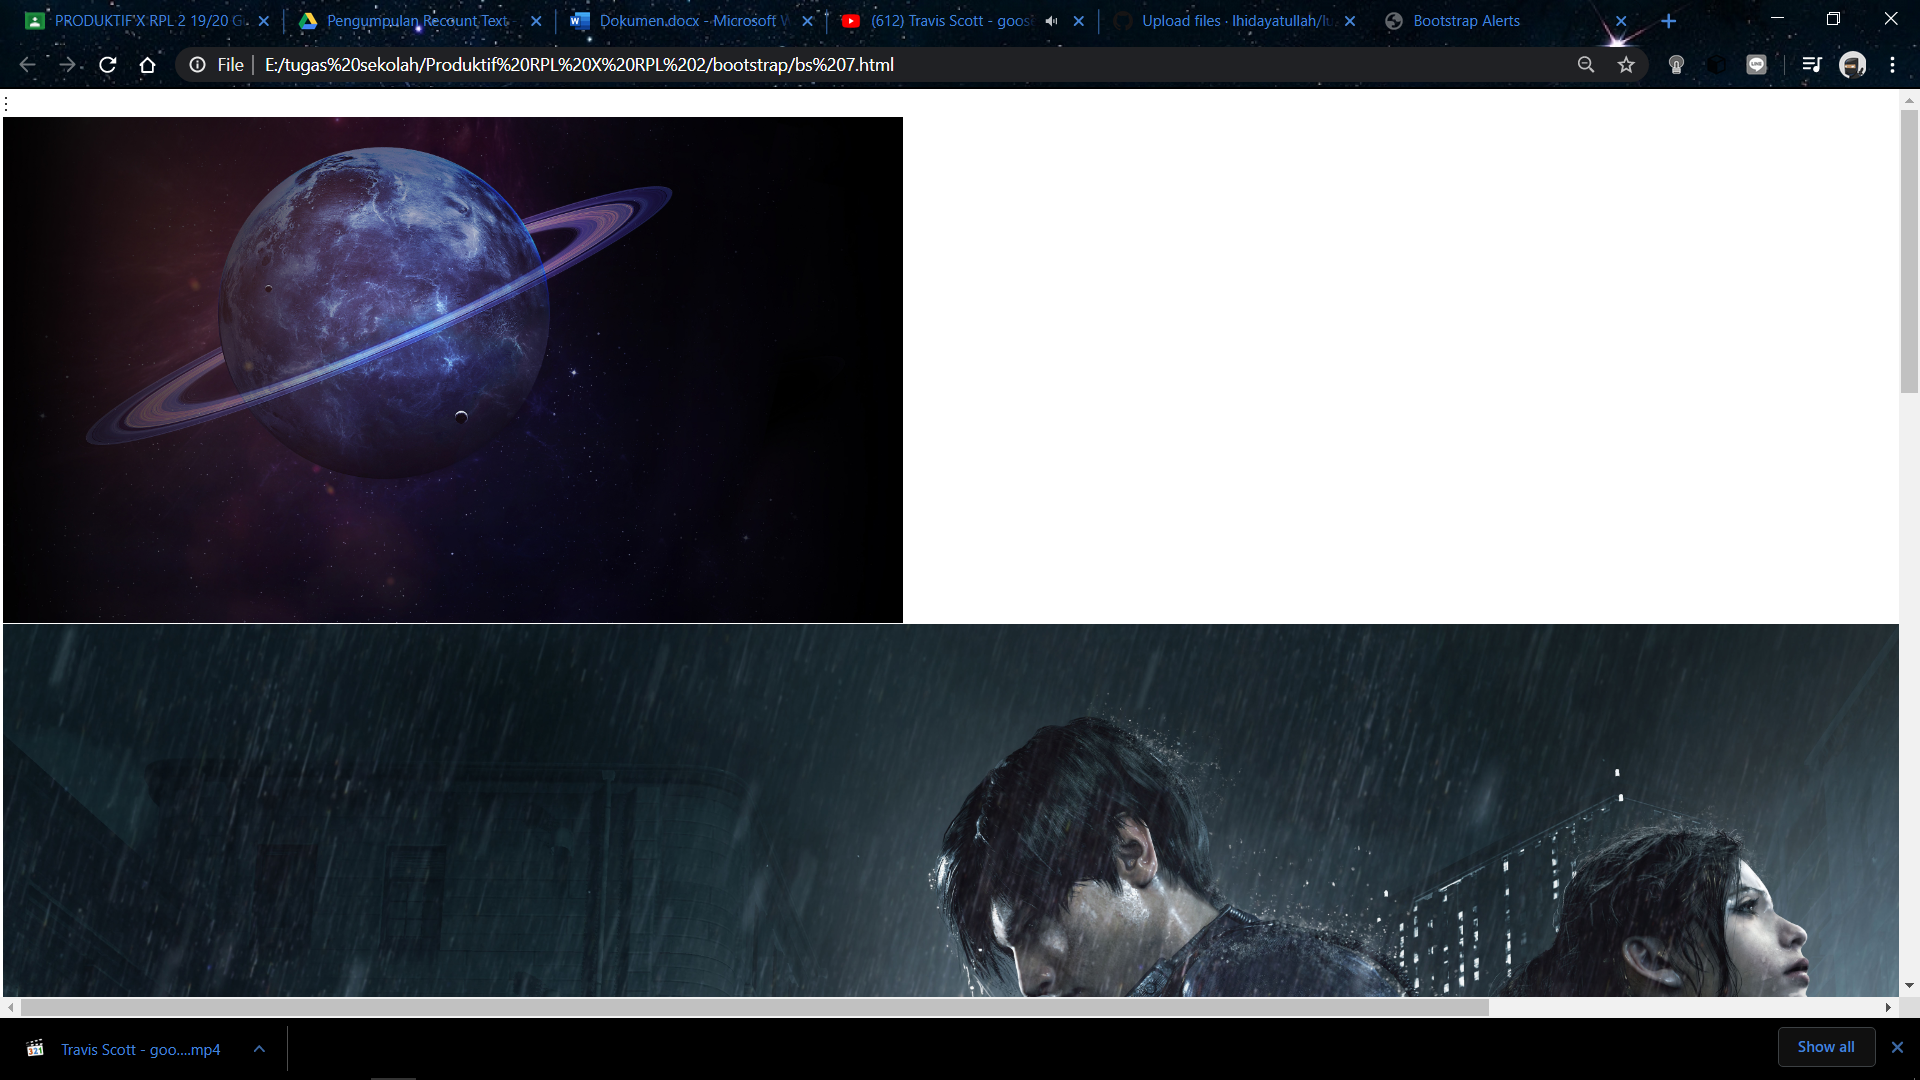 PRODUKTIF X RPL 2 19/20 G
Pengumpulan Recount Text
Dokumen.docx - Microsoft W
(612) Travis Scott - goos
Upload files · lhidayatullah/lu
Bootstrap Alerts
File
E:/tugas%20sekolah/Produktif%20RPL%20X%20RPL%202/bootstrap/bs%207.html
:
321
Travis Scott - goo....mp4
Show all